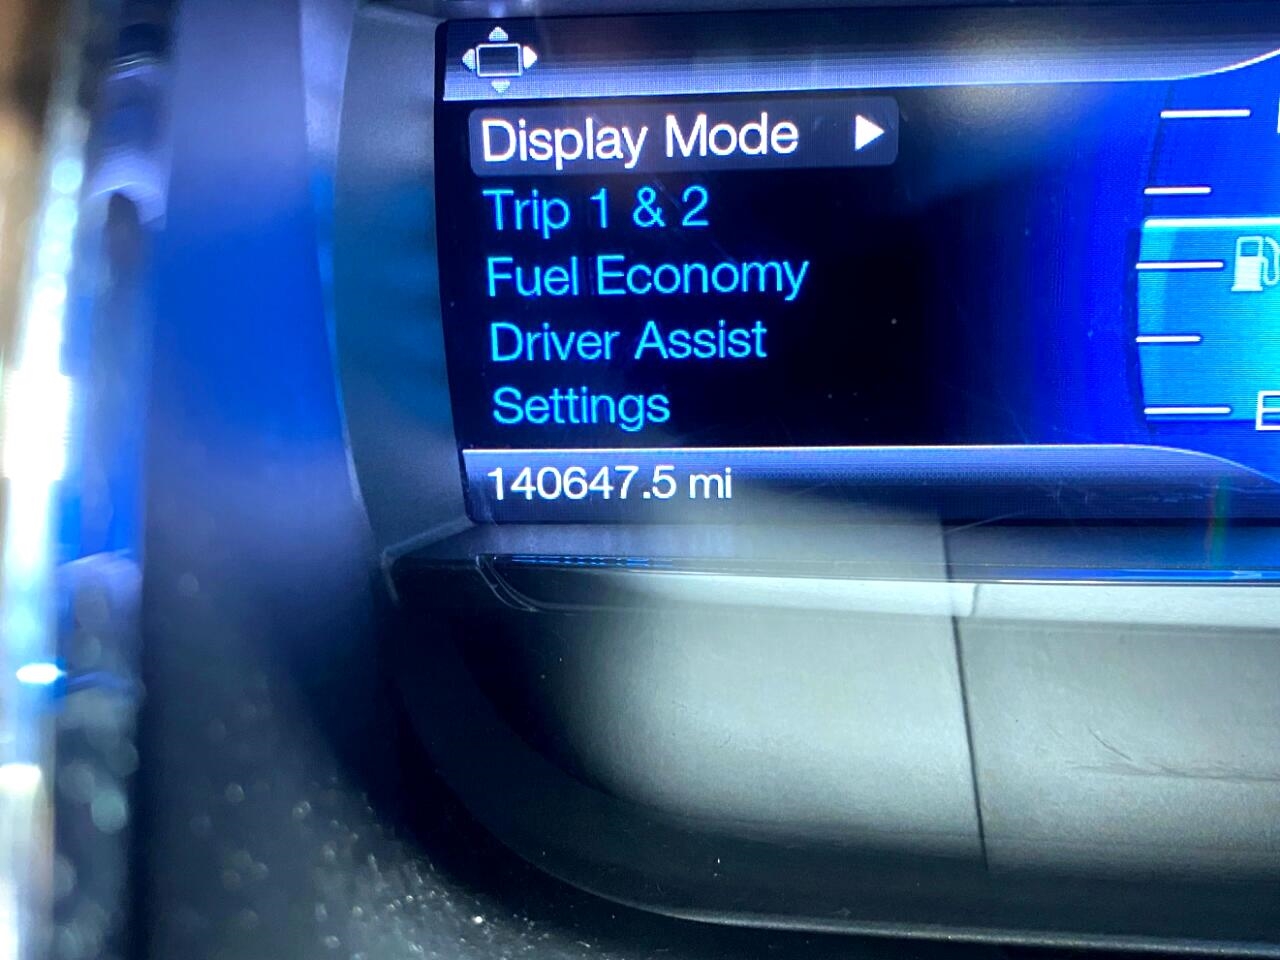 Display Mode
Trip 1 & 2
Fuel Economy
Driver Assist
Settings
140647.5 mi
E